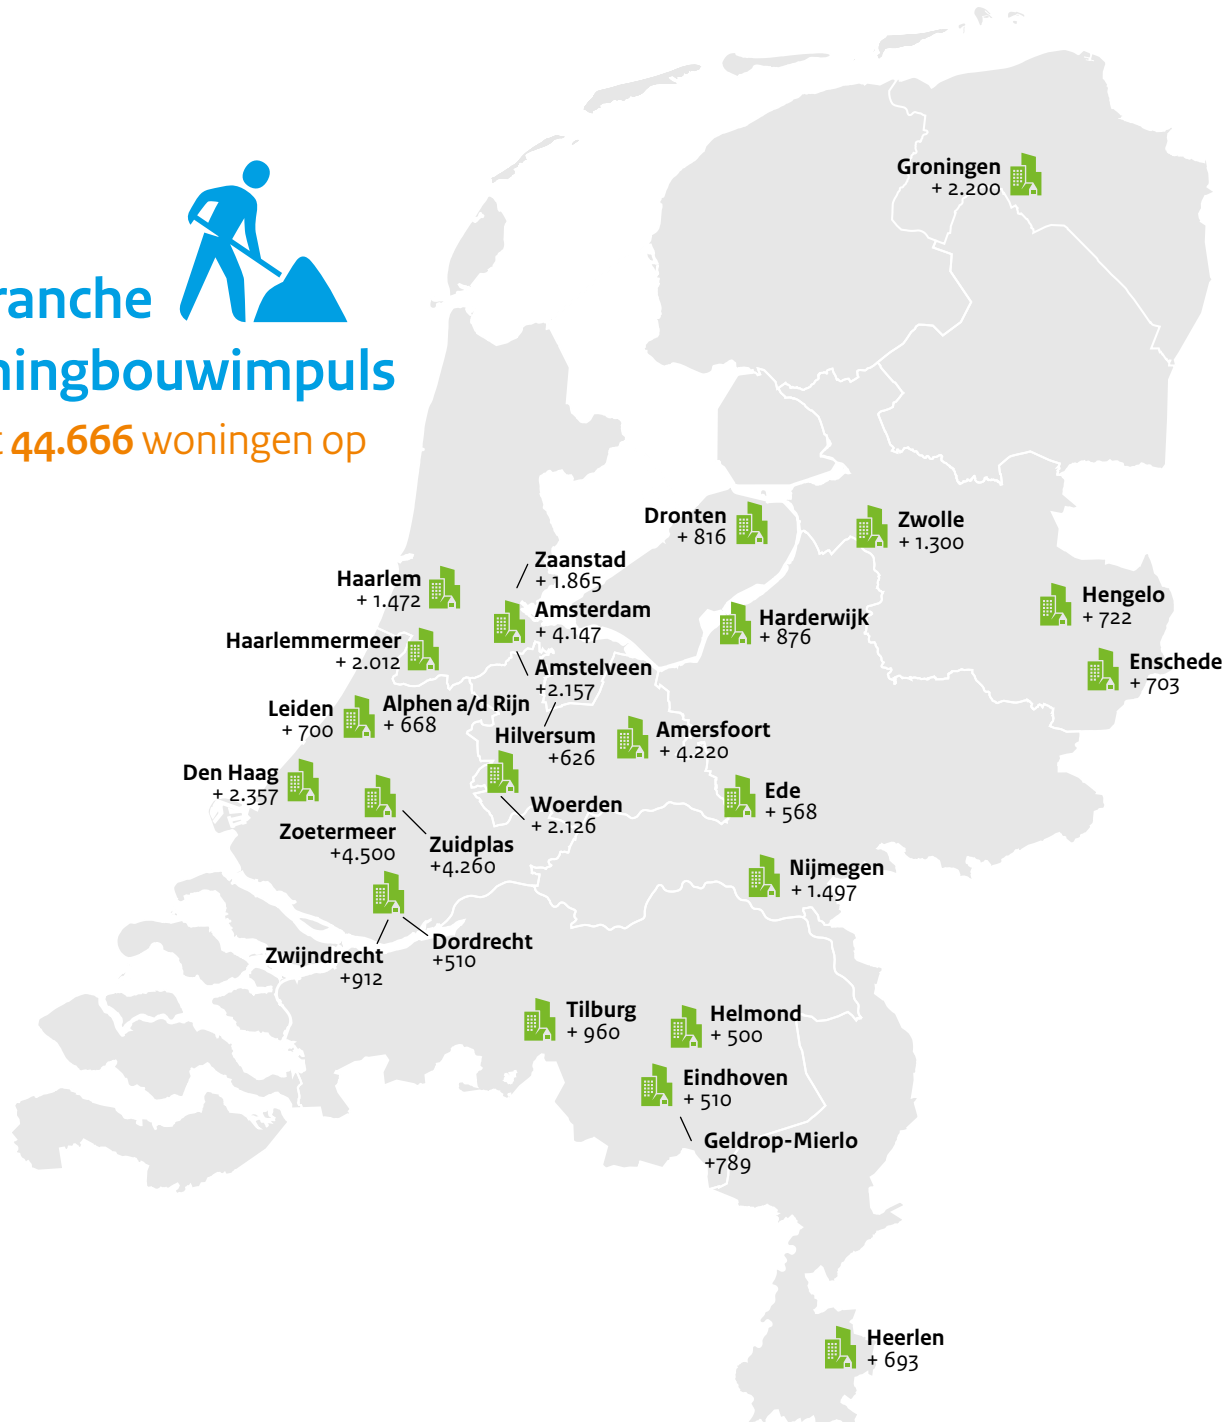 ranche
ningbouwimpuls
44.666 woningen op
Groningen
+ 2.200
Dronten
+ 816
Zwolle
+ 1.300
Zaanstad
+ 1.865
Haarlem
+ 1.472
Amsterdam
+ 4.147
Hengelo
+ 722
Harderwijk
+ 876
Haarlemmermeer
+ 2.012
Amstelveen
+2.157
Enschede
+ 703
Leiden
+ 700
Alphen a/d Rijn
+ 668
Hilversum
+626
Amersfoort
+ 4.220
Den Haag
+ 2.357
Ede
+ 568
Woerden
+ 2.126
Zoetermeer
+4.500
Zuidplas
+4.260
Nijmegen
+ 1.497
Zwijndrecht
+912
Dordrecht
+510
Tilburg
+ 960
Helmond
+ 500
Eindhoven
+ 510
Geldrop-Mierlo
+789
Heerlen
+ 693